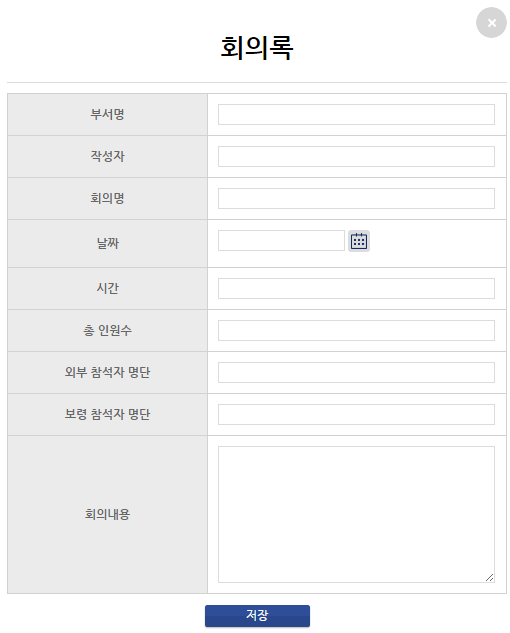 회의록
부서명
작성자
회의명
날짜
시간
총 인원수
외부 참석자 명단
보령 참석자 명단
회의내용
저장